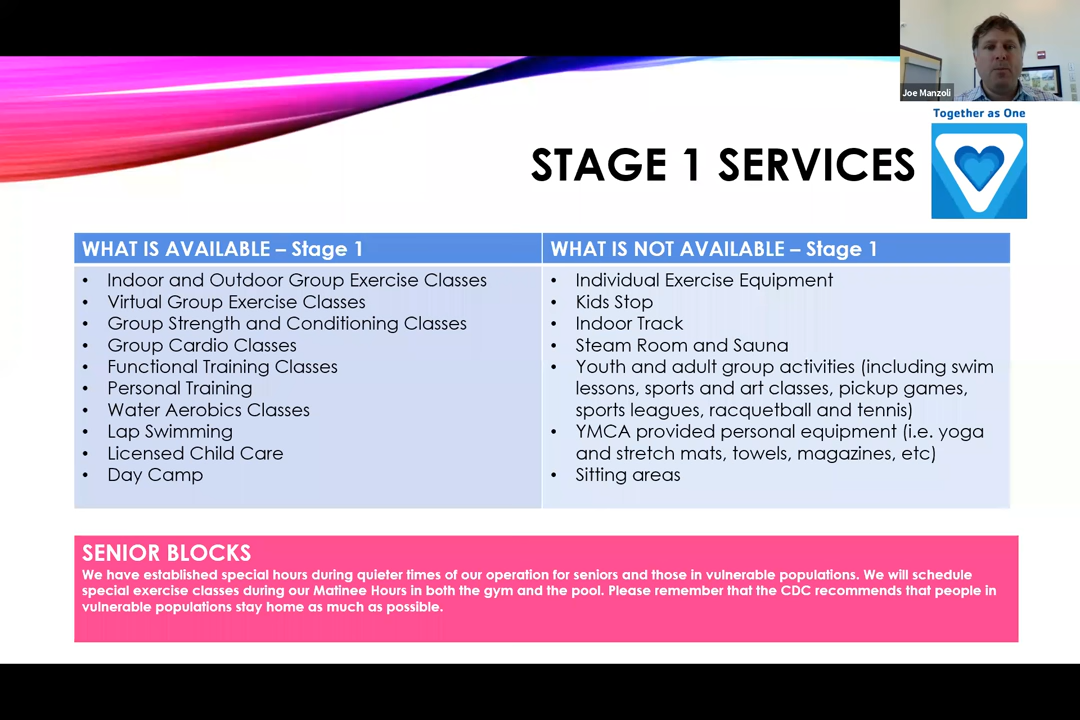 Joe Manzoli
Together as One
STAGE 1 SERVICES
WHAT IS AVAILABLE – Stage 1
• Indoor and Outdoor Group Exercise Classes
• Virtual Group Exercise Classes
• Group Strength and Conditioning Classes
• Group Cardio Classes
• Functional Training Classes
• Personal Training
• Water Aerobics Classes
• Lap Swimming
• Licensed Child Care
• Day Camp
WHAT IS NOT AVAILABLE – Stage 1
• Individual Exercise Equipment
• Kids Stop
• Indoor Track
• Steam Room and Sauna
• Youth and adult group activities (including swim
lessons, sports and art classes, pickup games,
sports leagues, racquetball and tennis)
• YMCA provided personal equipment (i.e. yoga
and stretch mats, towels, magazines, etc)
• Sitting areas
SENIOR BLOCKS
We have established special hours during quieter times of our operation for seniors and those in vulnerable populations. We will schedule
special exercise classes during our Matinee Hours in both the gym and the pool. Please remember that the CDC recommends that people in
vulnerable populations stay home as much as possible.